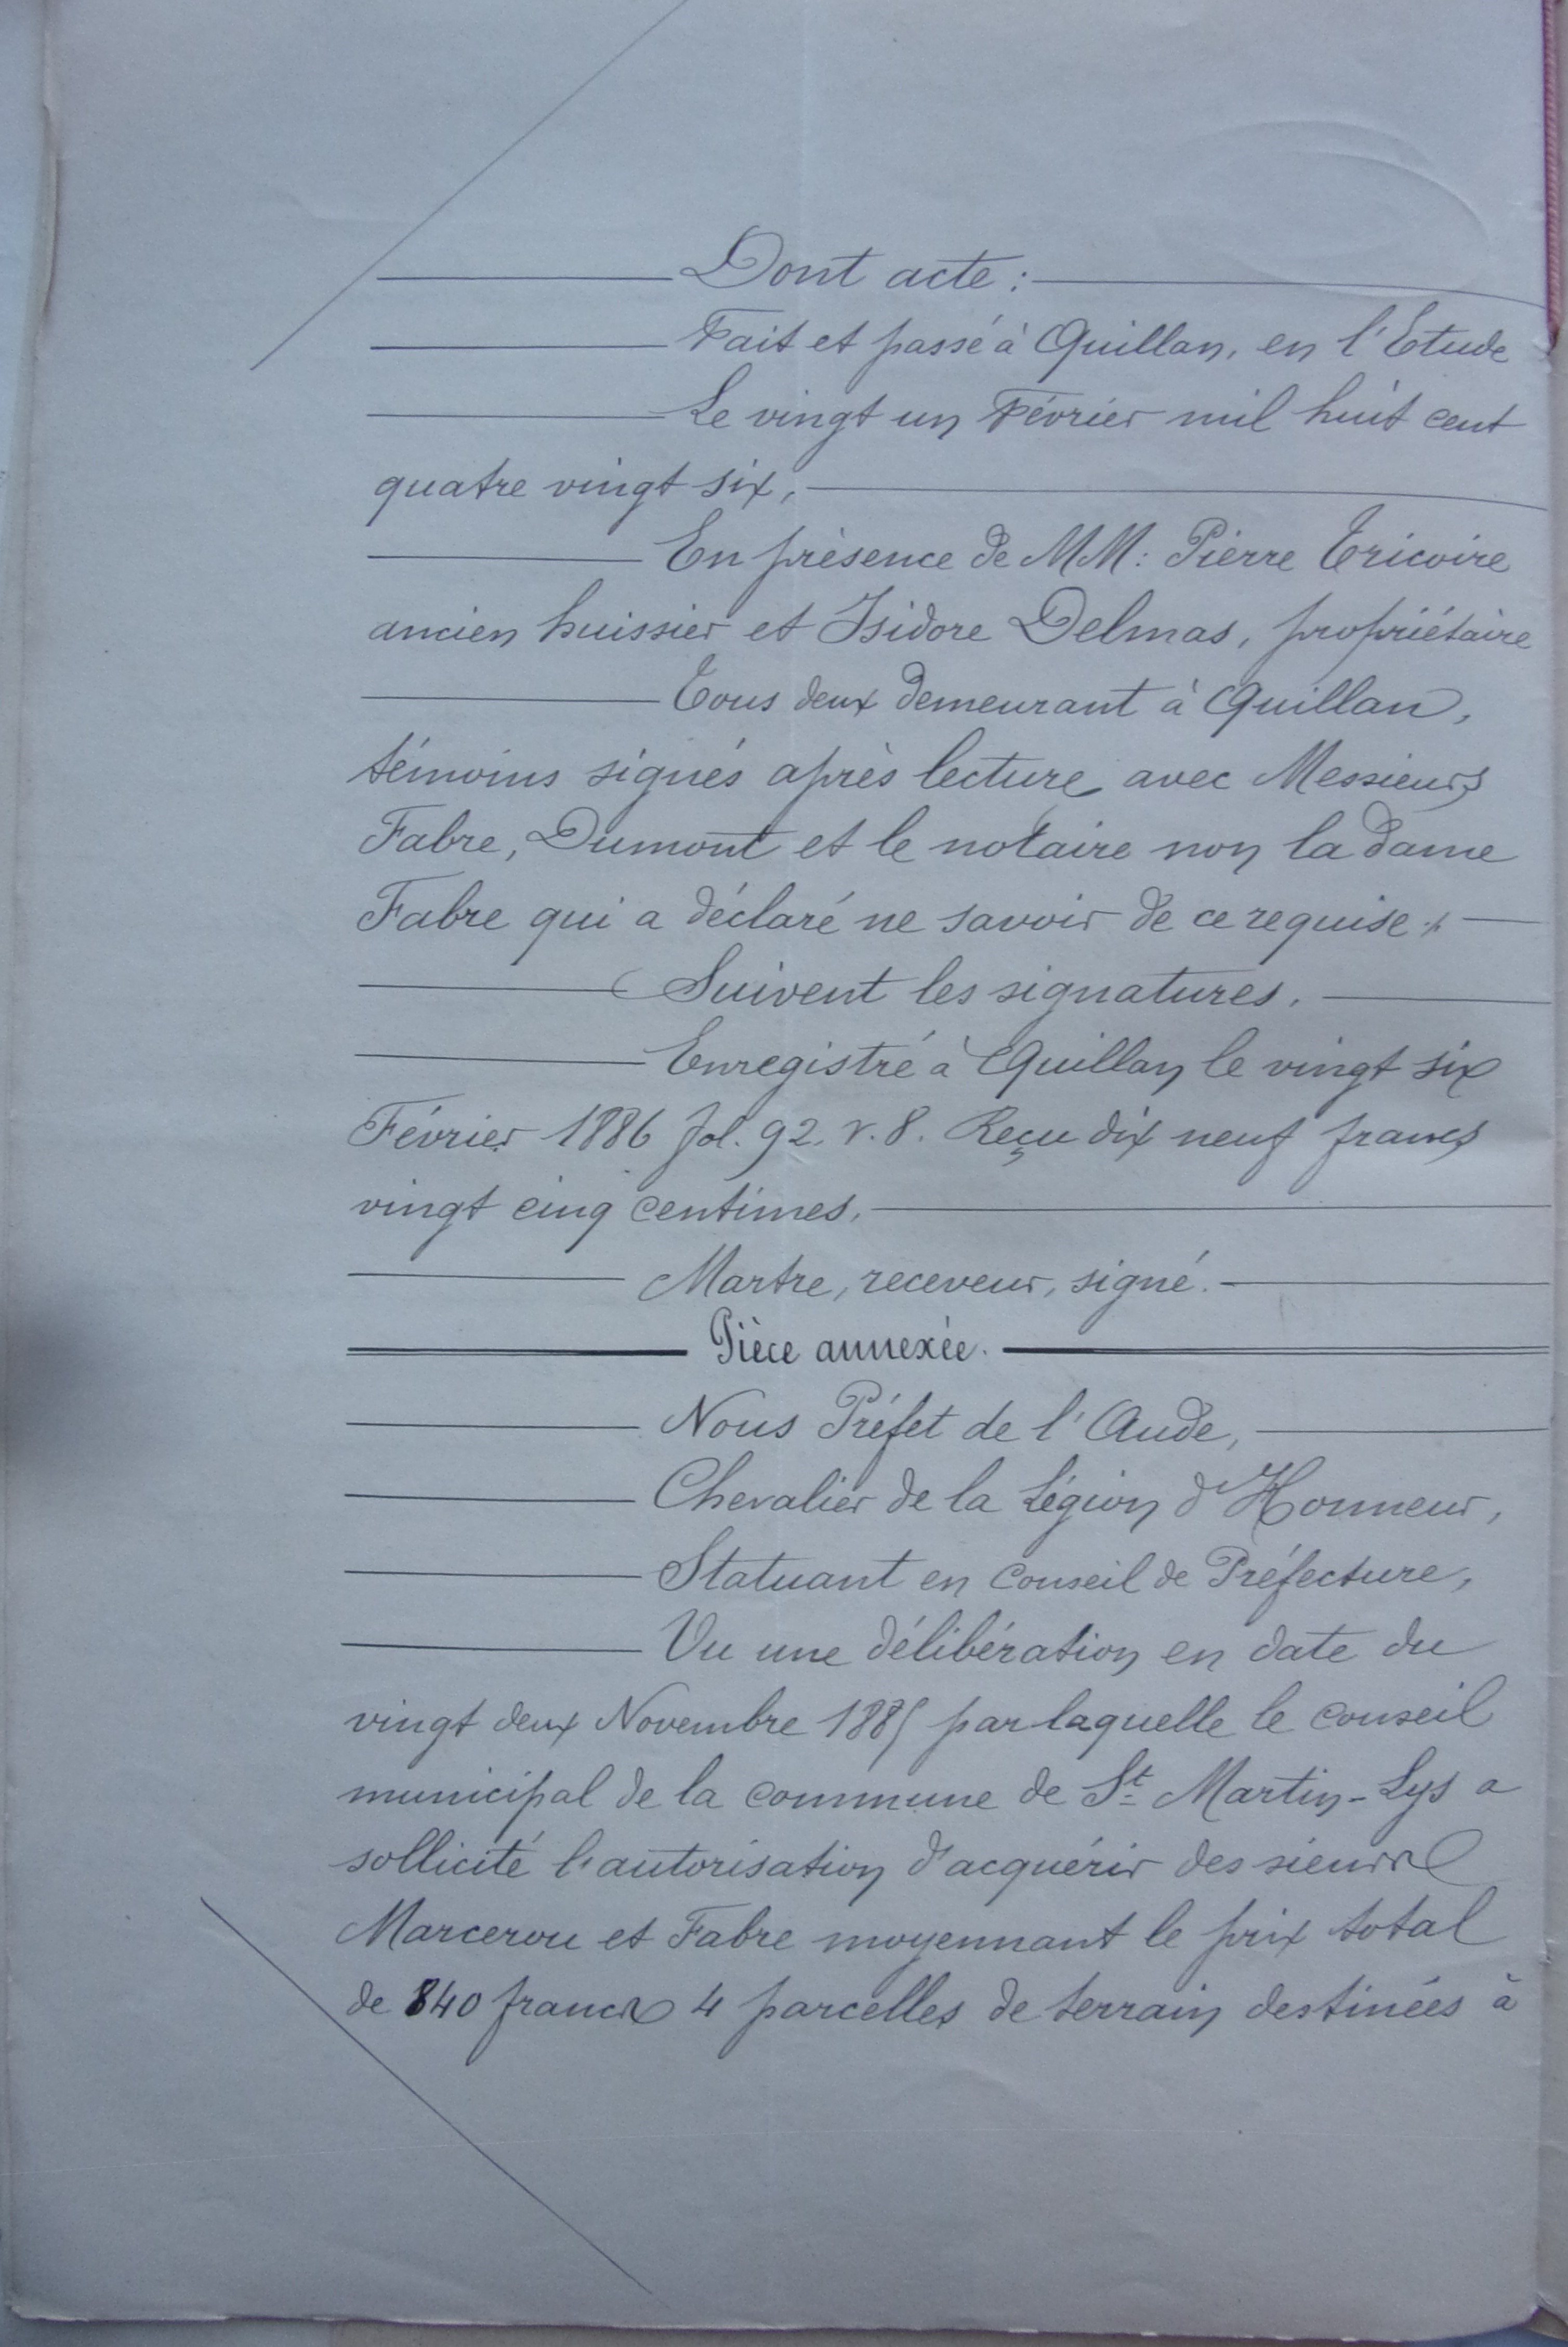 Dont acte :
Fait et passé à Quillan, en l'Etude
Le vingt un Février mil huit cent
quatre vingt six,
En présence de MM : Pierre Tricoire
ancien huissier et Isidore Delmas, propriétaire
Tous deux demeurant à Quillan,
témoins signés après lecture avec Messieurs
Fabre, Dumont et le notaire non la dame
Fabre qui a déclaré ne savoir de ce requise.
Suivent les signatures.
Enregistré à Quillan le vingt six
Février 1886 fol. 92. v. 8. Reçu dix neuf francs
vingt cinq centimes.
Martre, receveur, signé.
Pièce annexée.
Nous Préfet de l'Aude,
Chevalier de la Légion d'Honneur,
Statuant en conseil de Préfecture,
Vu une délibération en date du
vingt deux Novembre 1885 par laquelle le conseil
municipal de la commune de St Martin-Lys a
sollicité l'autorisation d'acquérir des sieurs
Marcerou et Fabre moyennant le prix total
de 840 francs 4 parcelles de terrain destinées à